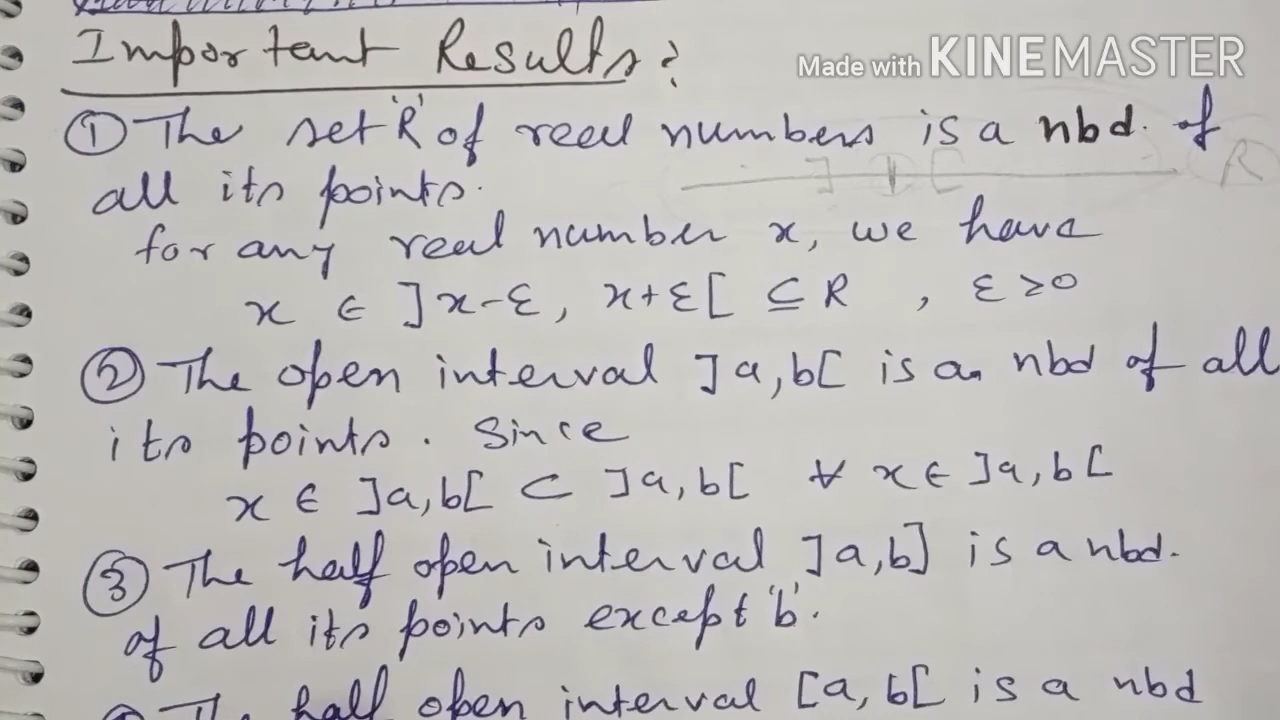 Made with KINEMASTER
Important Results:
① The set 'R' of real numbers is a nbd. of
R
all its points.
for any real number x, we have
x ∈ ]x-ε, x+ε[ ⊆ R , ε>0
② The open interval ]a,b[ is a nbd of all
its points. Since
x ∈ ]a,b[ ⊂ ]a,b[ ∀ x ∈ ]a,b[
③ The half open interval ]a,b] is a nbd.
of all its points except 'b'.
The half open interval [a,b[ is a nbd